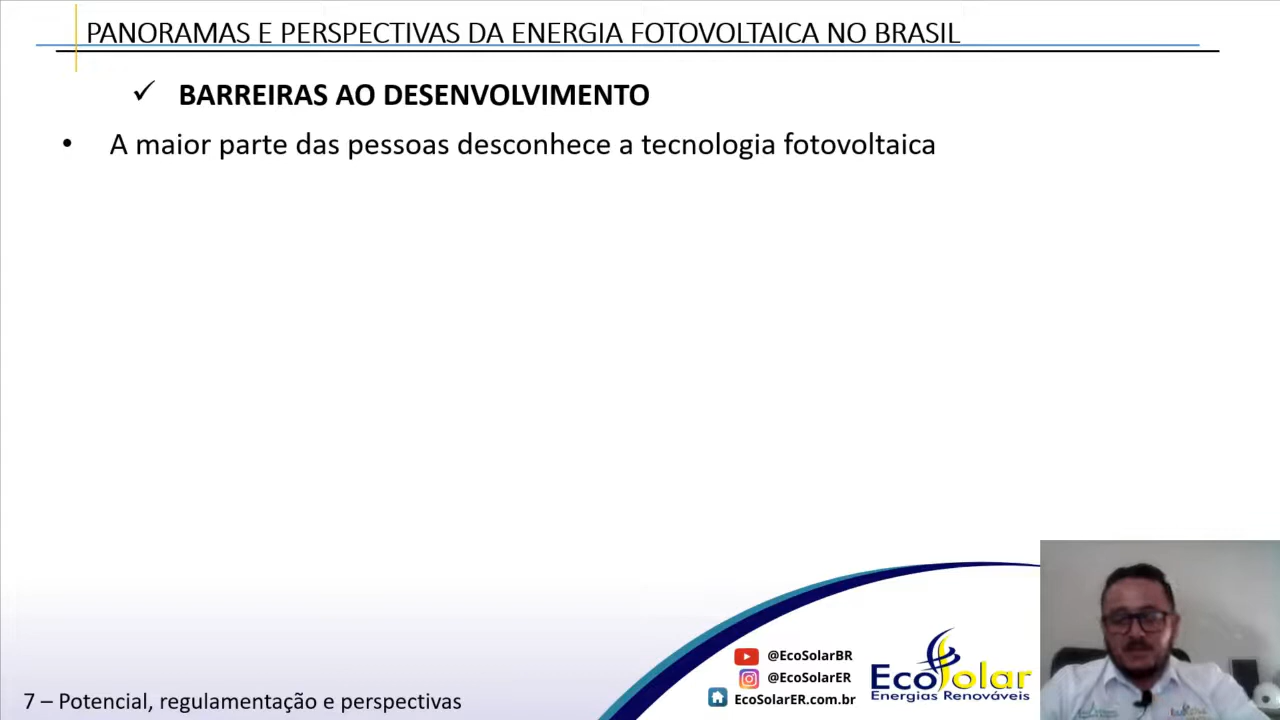 PANORAMAS E PERSPECTIVAS DA ENERGIA FOTOVOLTAICA NO BRASIL
✓ BARREIRAS AO DESENVOLVIMENTO
• A maior parte das pessoas desconhece a tecnologia fotovoltaica
@EcoSolarBR
@EcoSolarER
EcoSolarER.com.br
EcoSolar
Energias Renováveis
7 – Potencial, regulamentação e perspectivas